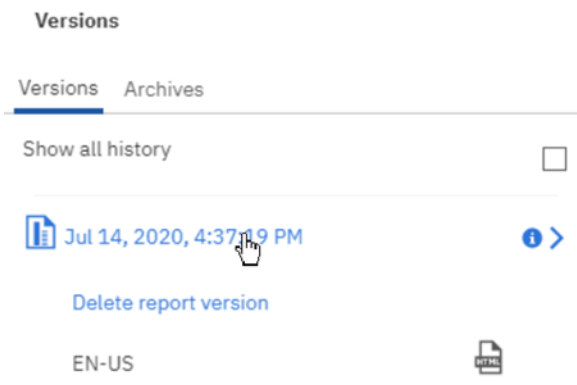 Versions
Versions Archives
Show all history
Jul 14, 2020, 4:37:19 PM
Delete report version
EN-US
HTML